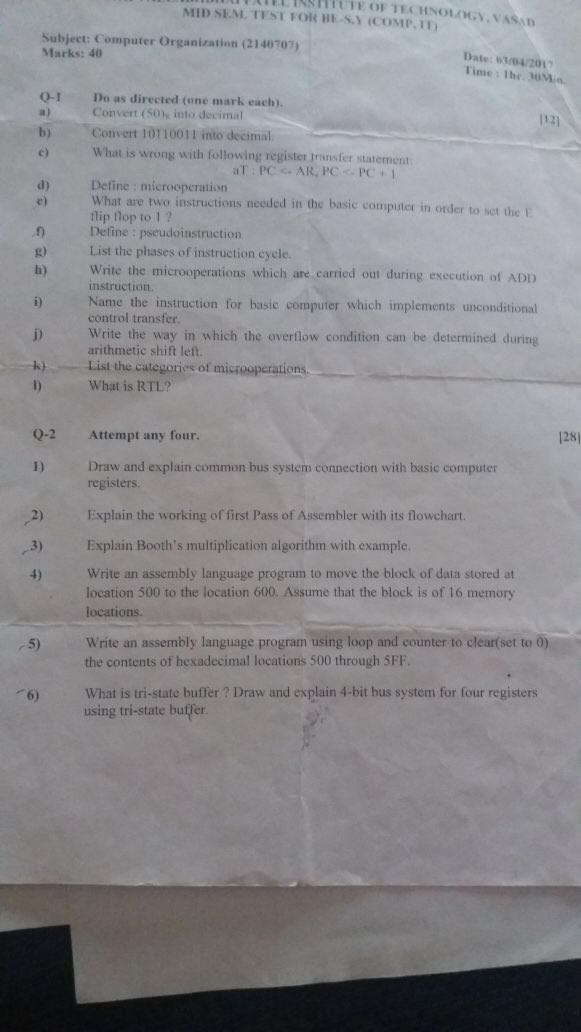 INSTITUTE OF TECHNOLOGY, VASAD
MID SEM. TEST FOR BE-S.Y (COMP, IT)
Subject: Computer Organization (2140707)
Marks: 40
Date: 03/04/2017
Time : 1hr. 30Min.
Q-1 Do as directed (one mark each). [12]
a) Convert (50)₈ into decimal
b) Convert 10110011 into decimal.
c) What is wrong with following register transfer statement:
aT : PC <- AR, PC <- PC + 1
d) Define : microoperation
e) What are two instructions needed in the basic computer in order to set the E
flip flop to 1 ?
f) Define : pseudoinstruction
g) List the phases of instruction cycle.
h) Write the microoperations which are carried out during execution of ADD
instruction.
i) Name the instruction for basic computer which implements unconditional
control transfer.
j) Write the way in which the overflow condition can be determined during
arithmetic shift left.
k) List the categories of microoperations.
l) What is RTL?
Q-2 Attempt any four. [28]
1) Draw and explain common bus system connection with basic computer
registers.
2) Explain the working of first Pass of Assembler with its flowchart.
3) Explain Booth's multiplication algorithm with example.
4) Write an assembly language program to move the block of data stored at
location 500 to the location 600. Assume that the block is of 16 memory
locations.
5) Write an assembly language program using loop and counter to clear(set to 0)
the contents of hexadecimal locations 500 through 5FF.
6) What is tri-state buffer ? Draw and explain 4-bit bus system for four registers
using tri-state buffer.